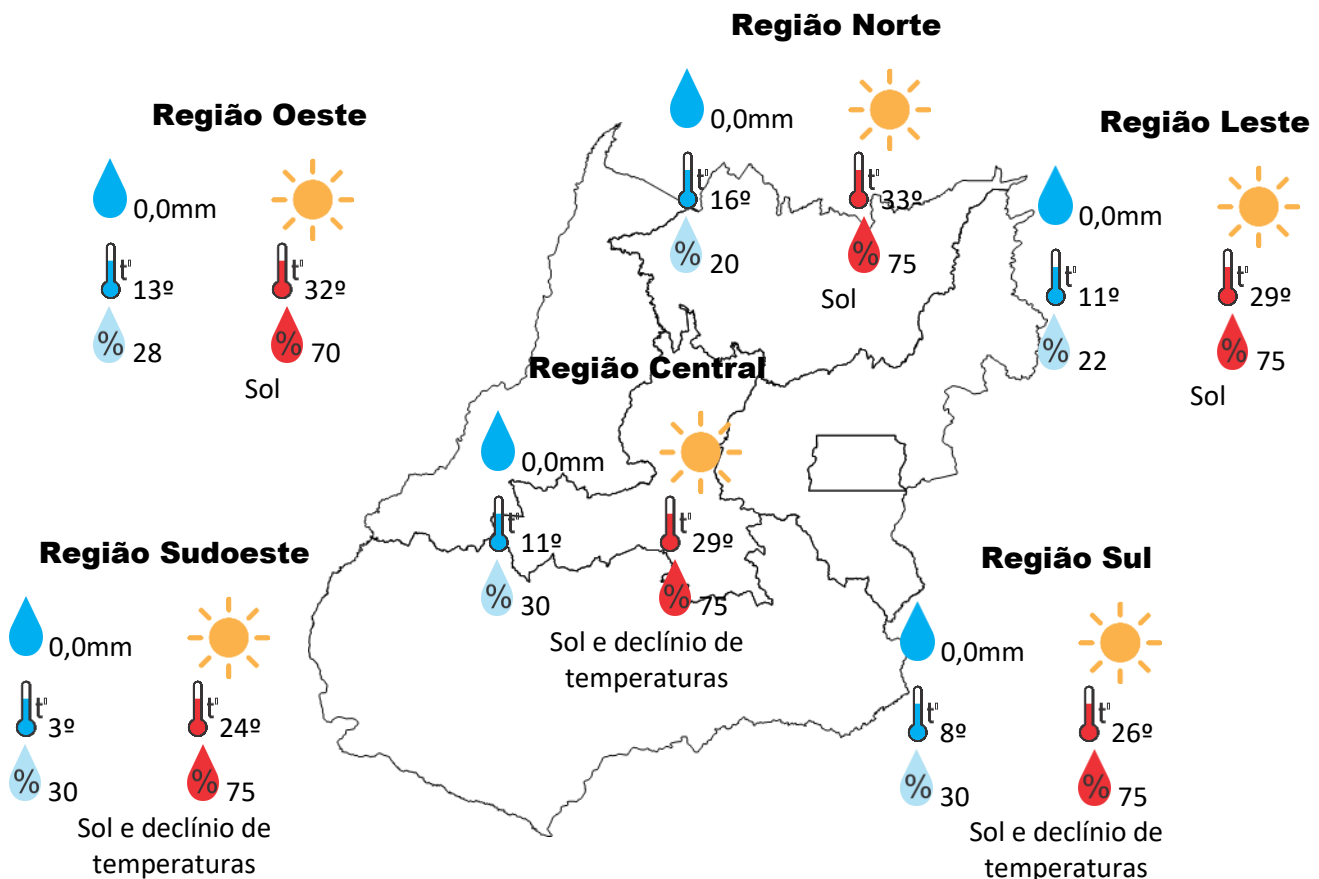 Região Norte
0,0mm
t°
16º
t°
33º
%
20
%
75
Sol
Região Oeste
0,0mm
t°
13º
t°
32º
%
28
%
70
Sol
Região Leste
0,0mm
t°
11º
t°
29º
%
22
%
75
Sol
Região Central
0,0mm
t°
11º
t°
29º
%
30
%
75
Sol e declínio de
temperaturas
Região Sudoeste
0,0mm
t°
3º
t°
24º
%
30
%
75
Sol e declínio de
temperaturas
Região Sul
0,0mm
t°
8º
t°
26º
%
30
%
75
Sol e declínio de
temperaturas